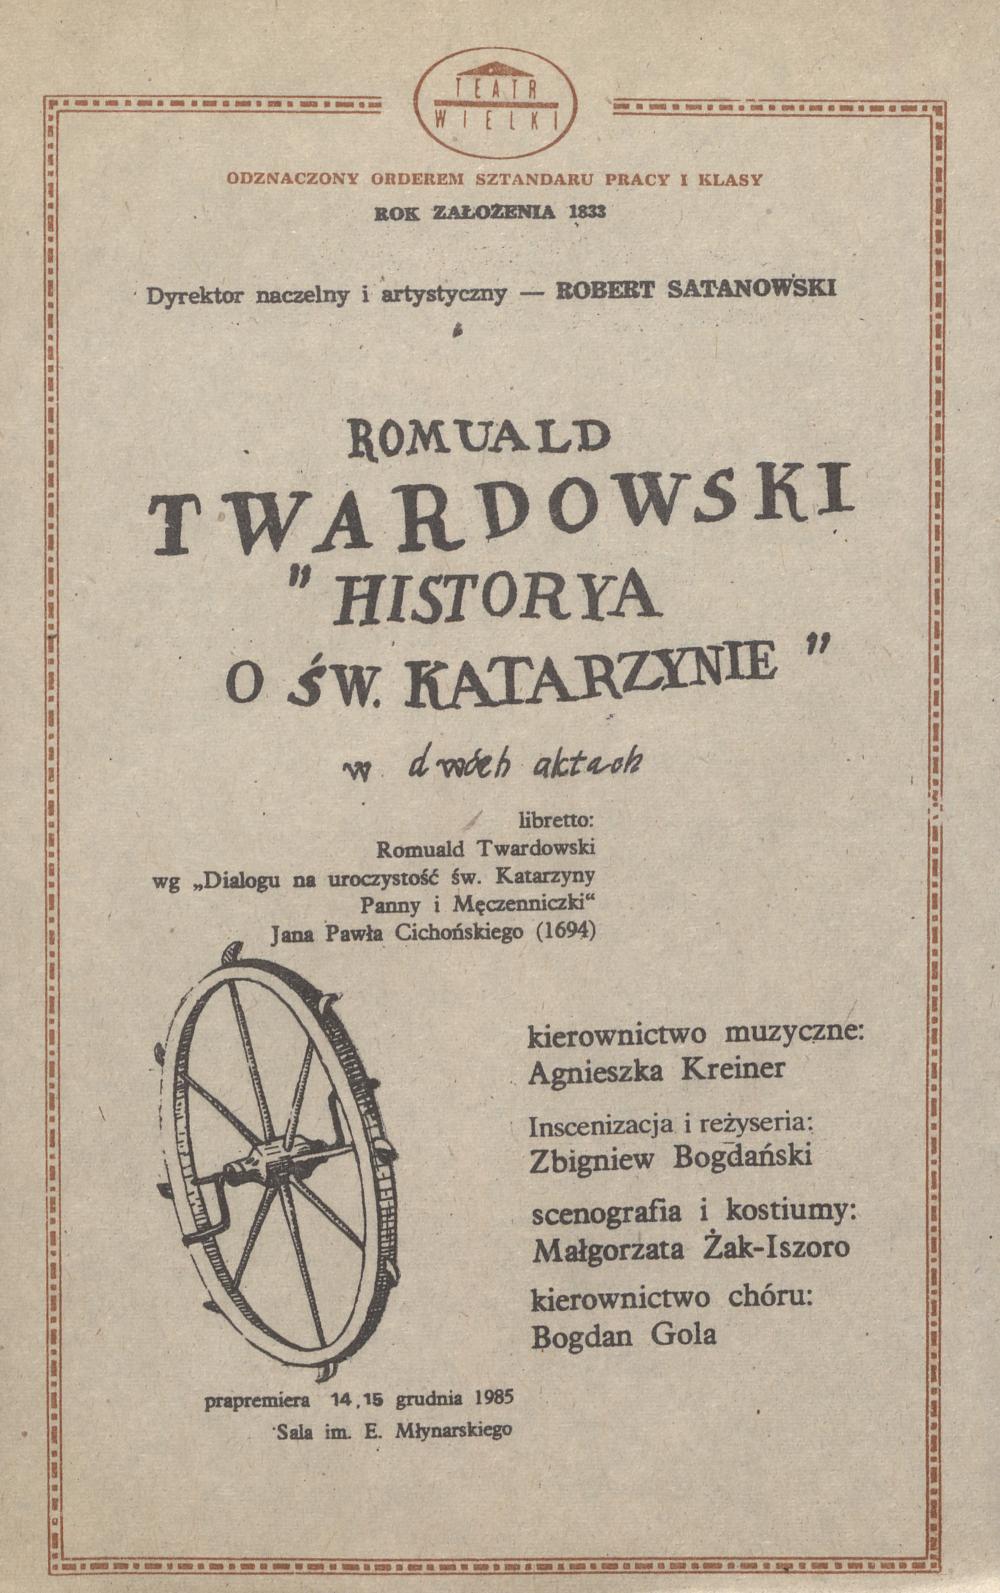 TEATR
WIELKI
ODZNACZONY ORDEREM SZTANDARU PRACY I KLASY
ROK ZAŁOŻENIA 1833
Dyrektor naczelny i artystyczny — ROBERT SATANOWSKI
ROMUALD
TWARDOWSKI
"HISTORYA
O ŚW. KATARZYNIE"
w dwóch aktach
libretto:
Romuald Twardowski
wg „Dialogu na uroczystość św. Katarzyny
Panny i Męczenniczki“
Jana Pawła Cichońskiego (1694)
kierownictwo muzyczne:
Agnieszka Kreiner
Inscenizacja i reżyseria:
Zbigniew Bogdański
scenografia i kostiumy:
Małgorzata Żak-Iszoro
kierownictwo chóru:
Bogdan Gola
prapremiera 14,15 grudnia 1985
Sala im. E. Młynarskiego